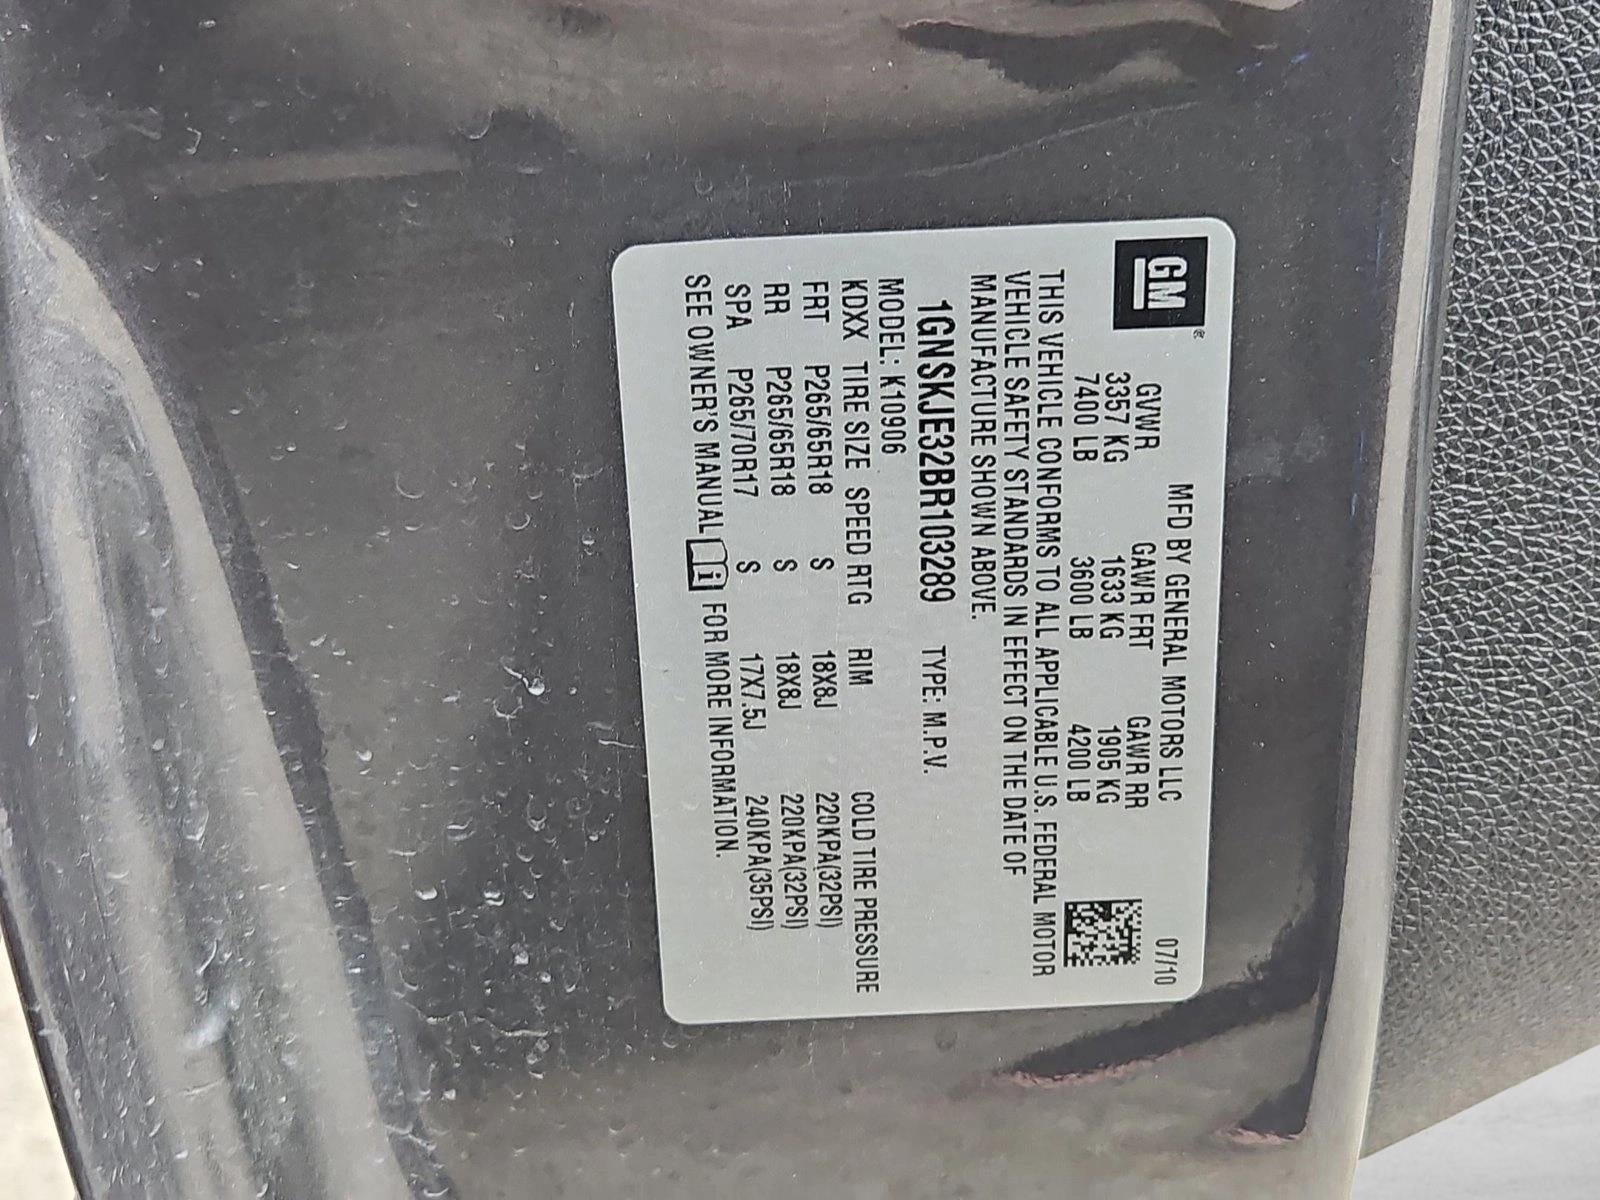 GM ®
MFD BY GENERAL MOTORS LLC 07/10
GVWR GAWR FRT GAWR RR
3357 KG 1633 KG 1905 KG
7400 LB 3600 LB 4200 LB
THIS VEHICLE CONFORMS TO ALL APPLICABLE U.S. FEDERAL MOTOR
VEHICLE SAFETY STANDARDS IN EFFECT ON THE DATE OF
MANUFACTURE SHOWN ABOVE.
1GNSKJE32BR103289 TYPE: M.P.V.
MODEL: K10906
KDXX TIRE SIZE SPEED RTG RIM COLD TIRE PRESSURE
FRT P265/65R18 S 18X8J 220KPA(32PSI)
RR P265/65R18 S 18X8J 220KPA(32PSI)
SPA P265/70R17 S 17X7.5J 240KPA(35PSI)
SEE OWNER'S MANUAL i FOR MORE INFORMATION.